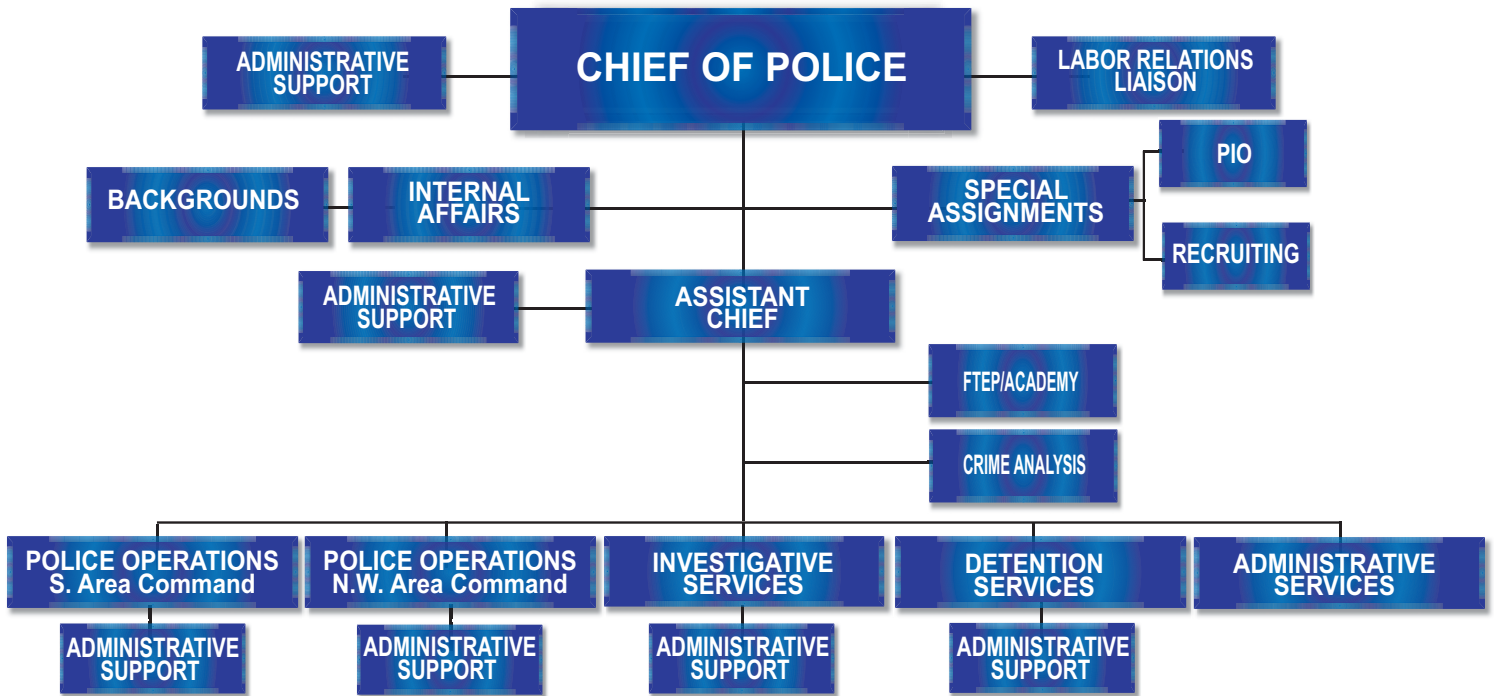 ADMINISTRATIVE
SUPPORT
CHIEF OF POLICE
LABOR RELATIONS
LIAISON
BACKGROUNDS
INTERNAL
AFFAIRS
SPECIAL
ASSIGNMENTS
PIO
RECRUITING
ADMINISTRATIVE
SUPPORT
ASSISTANT
CHIEF
FTEP/ACADEMY
CRIME ANALYSIS
POLICE OPERATIONS
S. Area Command
POLICE OPERATIONS
N.W. Area Command
INVESTIGATIVE
SERVICES
DETENTION
SERVICES
ADMINISTRATIVE
SERVICES
ADMINISTRATIVE
SUPPORT
ADMINISTRATIVE
SUPPORT
ADMINISTRATIVE
SUPPORT
ADMINISTRATIVE
SUPPORT